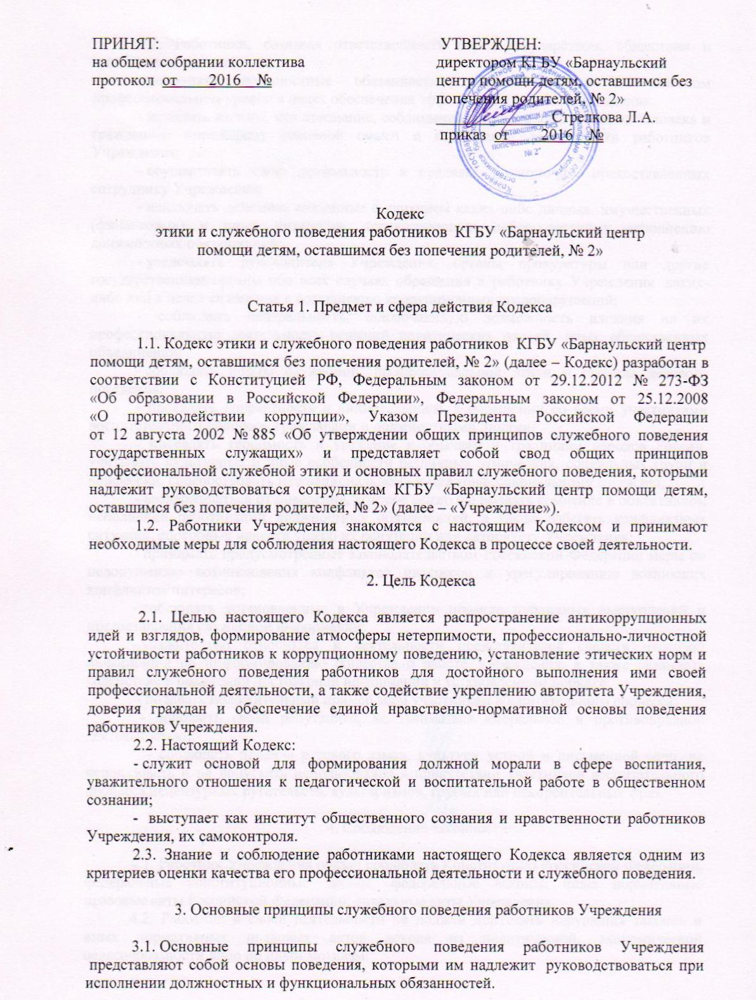 ПРИНЯТ:
на общем собрании коллектива
протокол от 2016 №
УТВЕРЖДЕН:
директором КГБУ «Барнаульский
центр помощи детям, оставшимся без
попечения родителей, № 2»
Стрелкова Л.А.
приказ от 2016 №
"Барнаульский
центр помощи детям,
оставшимся без
попечения родителей,
№ 2"
Кодекс
этики и служебного поведения работников КГБУ «Барнаульский центр
помощи детям, оставшимся без попечения родителей, № 2»
Статья 1. Предмет и сфера действия Кодекса
1.1. Кодекс этики и служебного поведения работников КГБУ «Барнаульский центр
помощи детям, оставшимся без попечения родителей, № 2» (далее – Кодекс) разработан в
соответствии с Конституцией РФ, Федеральным законом от 29.12.2012 № 273-ФЗ
«Об образовании в Российской Федерации», Федеральным законом от 25.12.2008
«О противодействии коррупции», Указом Президента Российской Федерации
от 12 августа 2002 № 885 «Об утверждении общих принципов служебного поведения
государственных служащих» и представляет собой свод общих принципов
профессиональной служебной этики и основных правил служебного поведения, которыми
надлежит руководствоваться сотрудникам КГБУ «Барнаульский центр помощи детям,
оставшимся без попечения родителей, № 2» (далее – «Учреждение»).
1.2. Работники Учреждения знакомятся с настоящим Кодексом и принимают
необходимые меры для соблюдения настоящего Кодекса в процессе своей деятельности.
2. Цель Кодекса
2.1. Целью настоящего Кодекса является распространение антикоррупционных
идей и взглядов, формирование атмосферы нетерпимости, профессионально-личностной
устойчивости работников к коррупционному поведению, установление этических норм и
правил служебного поведения работников для достойного выполнения ими своей
профессиональной деятельности, а также содействие укреплению авторитета Учреждения,
доверия граждан и обеспечение единой нравственно-нормативной основы поведения
работников Учреждения.
2.2. Настоящий Кодекс:
- служит основой для формирования должной морали в сфере воспитания,
уважительного отношения к педагогической и воспитательной работе в общественном
сознании;
- выступает как институт общественного сознания и нравственности работников
Учреждения, их самоконтроля.
2.3. Знание и соблюдение работниками настоящего Кодекса является одним из
критериев оценки качества его профессиональной деятельности и служебного поведения.
3. Основные принципы служебного поведения работников Учреждения
3.1. Основные принципы служебного поведения работников Учреждения
представляют собой основы поведения, которыми им надлежит руководствоваться при
исполнении должностных и функциональных обязанностей.